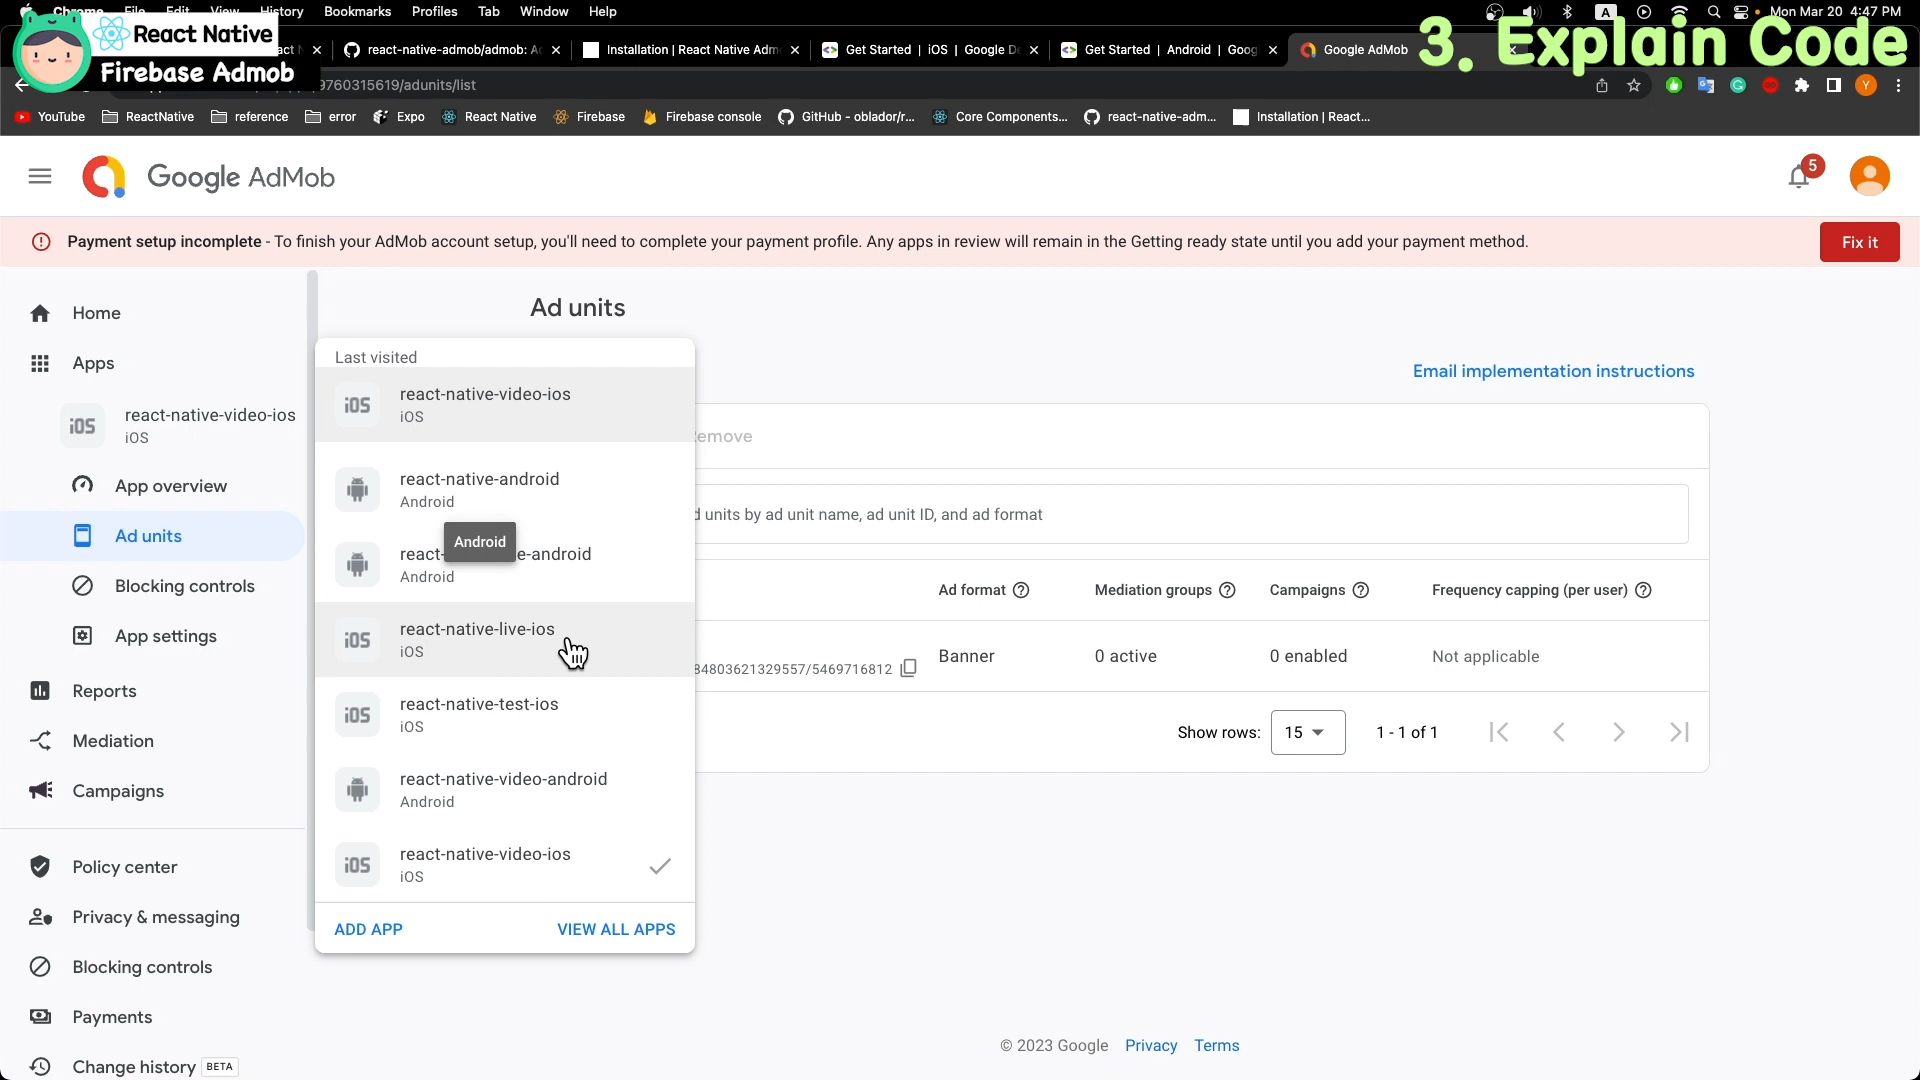 Chrome File Edit View History Bookmarks Profiles Tab Window Help
A
Mon Mar 20 4:47 PM
React Native
Firebase Admob
3. Explain Code
react-native-admob/admob: A
Installation | React Native Adm
Get Started | iOS | Google D
Get Started | Android | Goog
Google AdMob
9760315619/adunits/list
Y
YouTube
ReactNative
reference
error
Expo
React Native
Firebase
Firebase console
GitHub - oblador/r...
Core Components...
react-native-adm...
Installation | React...
Google AdMob
5
Payment setup incomplete - To finish your AdMob account setup, you'll need to complete your payment profile. Any apps in review will remain in the Getting ready state until you add your payment method.
Fix it
Home
Apps
iOS
react-native-video-ios
iOS
App overview
Ad units
Blocking controls
App settings
Reports
Mediation
Campaigns
Policy center
Privacy & messaging
Blocking controls
Payments
Change history BETA
Ad units
Last visited
iOS
react-native-video-ios
iOS
react-native-android
Android
Android
react- e-android
Android
iOS
react-native-live-ios
iOS
iOS
react-native-test-ios
iOS
react-native-video-android
Android
iOS
react-native-video-ios
iOS
ADD APP
VIEW ALL APPS
Email implementation instructions
emove
d units by ad unit name, ad unit ID, and ad format
Ad format
Mediation groups
Campaigns
Frequency capping (per user)
84803621329557/5469716812
Banner
0 active
0 enabled
Not applicable
Show rows:
15
1 - 1 of 1
© 2023 Google
Privacy
Terms